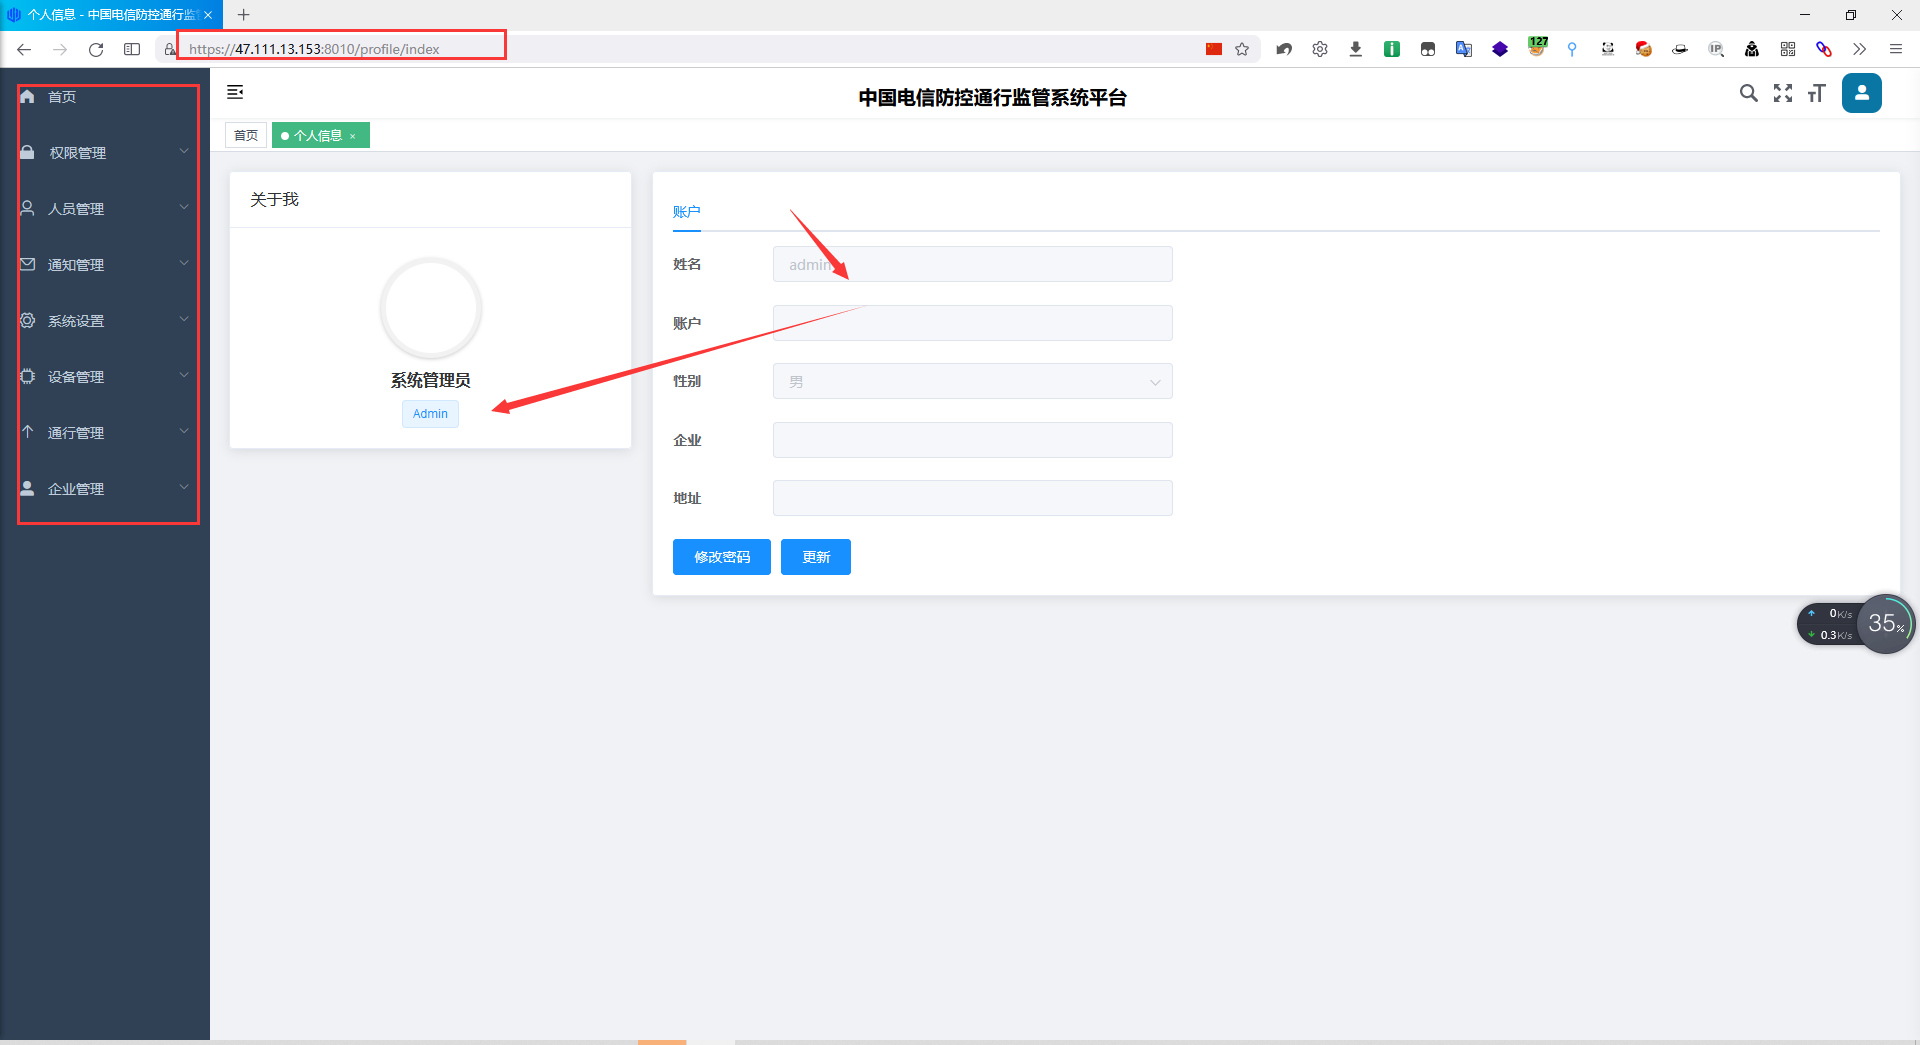 个人信息 - 中国电信防控通行监
https://47.111.13.153:8010/profile/index
127
IP
首页
权限管理
人员管理
通知管理
系统设置
设备管理
通行管理
企业管理
中国电信防控通行监管系统平台
首页
个人信息 ×
关于我
系统管理员
Admin
账户
姓名
admin
账户
性别
男
企业
地址
修改密码
更新
0K/s
0.3K/s
35%